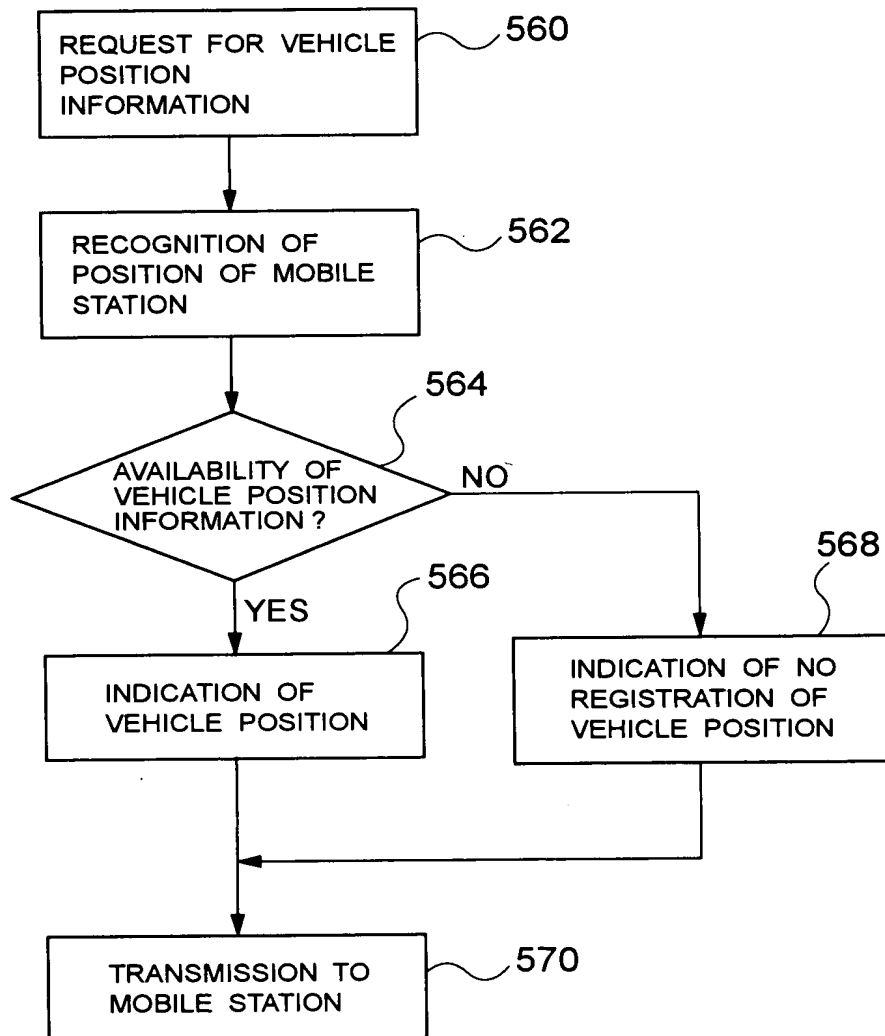 REQUEST FOR VEHICLE
POSITION
INFORMATION
560
RECOGNITION OF
POSITION OF MOBILE
STATION
562
564
AVAILABILITY OF
VEHICLE POSITION
INFORMATION ?
NO
YES
566
INDICATION OF
VEHICLE POSITION
568
INDICATION OF NO
REGISTRATION OF
VEHICLE POSITION
TRANSMISSION TO
MOBILE STATION
570